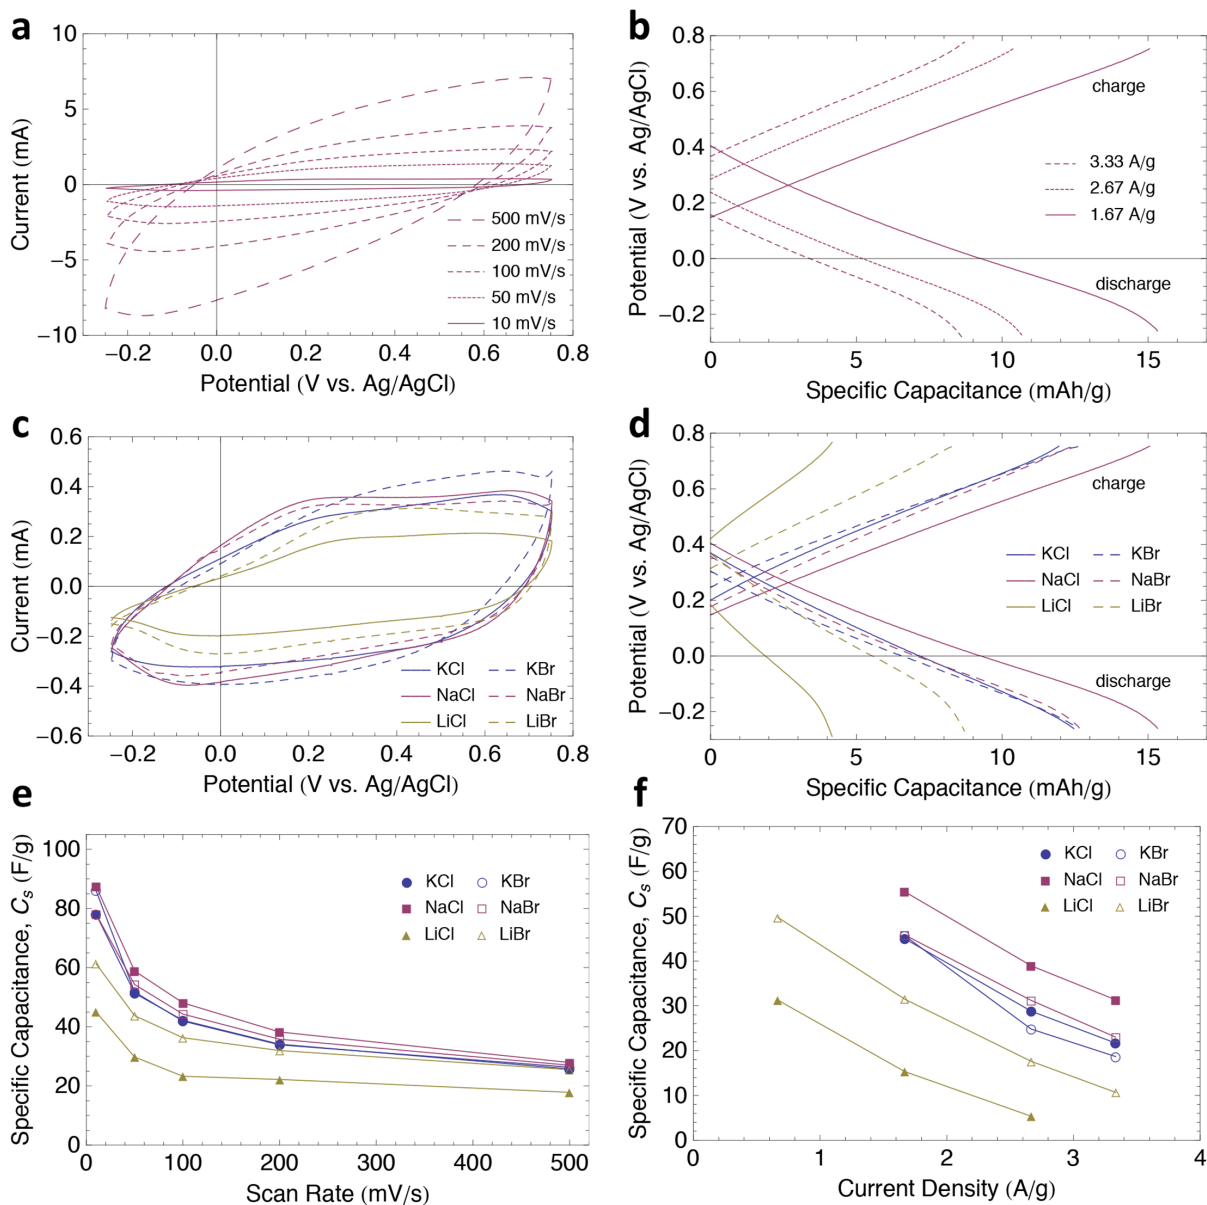 a
10
5
0
−5
−10
−0.2
0.0
0.2
0.4
0.6
0.8
Current (mA)
Potential (V vs. Ag/AgCl)
500 mV/s
200 mV/s
100 mV/s
50 mV/s
10 mV/s
b
0.8
0.6
0.4
0.2
0.0
−0.2
0
5
10
15
Potential (V vs. Ag/AgCl)
Specific Capacitance (mAh/g)
charge
3.33 A/g
2.67 A/g
1.67 A/g
discharge
c
0.6
0.4
0.2
0.0
−0.2
−0.4
−0.6
−0.2
0.0
0.2
0.4
0.6
0.8
Current (mA)
Potential (V vs. Ag/AgCl)
KCl KBr
NaCl NaBr
LiCl LiBr
d
0.8
0.6
0.4
0.2
0.0
−0.2
0
5
10
15
Potential (V vs. Ag/AgCl)
Specific Capacitance (mAh/g)
charge
KCl KBr
NaCl NaBr
LiCl LiBr
discharge
e
100
80
60
40
20
0
0
100
200
300
400
500
Specific Capacitance, Cs (F/g)
Scan Rate (mV/s)
KCl KBr
NaCl NaBr
LiCl LiBr
f
70
60
50
40
30
20
10
0
0
1
2
3
4
Specific Capacitance, Cs (F/g)
Current Density (A/g)
KCl KBr
NaCl NaBr
LiCl LiBr